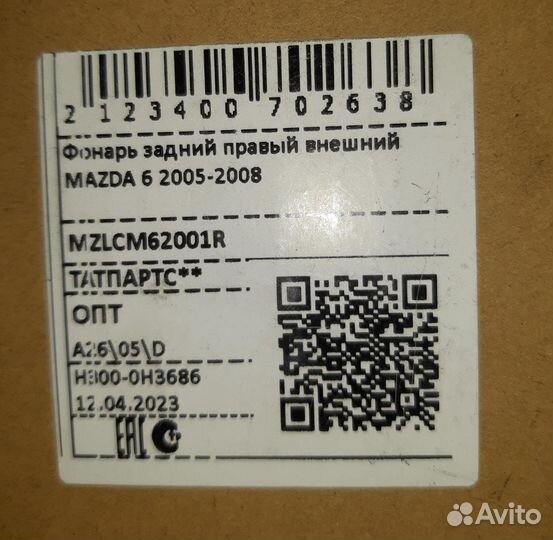 2 123400 702638
Фонарь задний правый внешний
MAZDA 6 2005-2008
MZLCM62001R
ТАТПАРТС**
ОПТ
A26\05\D
Н300-0Н3686
12.04.2023
EAC
Avito